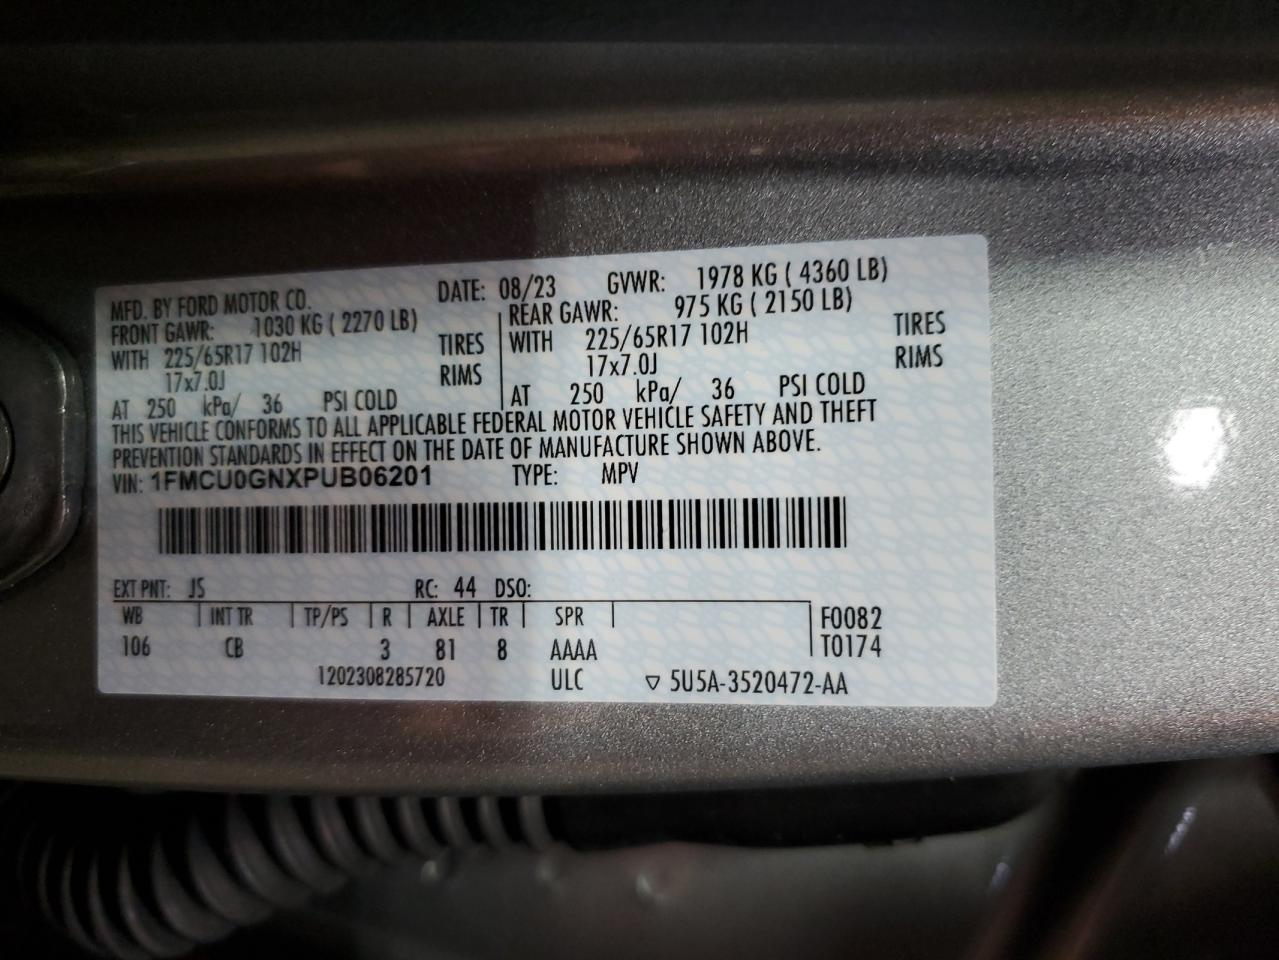 MFD. BY FORD MOTOR CO. DATE: 08/23 GVWR: 1978 KG ( 4360 LB)
FRONT GAWR: 1030 KG ( 2270 LB) REAR GAWR: 975 KG ( 2150 LB)
WITH 225/65R17 102H TIRES WITH 225/65R17 102H TIRES
17x7.0J RIMS 17x7.0J RIMS
AT 250 kPa/ 36 PSI COLD AT 250 kPa/ 36 PSI COLD
THIS VEHICLE CONFORMS TO ALL APPLICABLE FEDERAL MOTOR VEHICLE SAFETY AND THEFT
PREVENTION STANDARDS IN EFFECT ON THE DATE OF MANUFACTURE SHOWN ABOVE.
VIN: 1FMCU0GNXPUB06201 TYPE: MPV
EXT PNT: JS RC: 44 DSO:
WB INT TR TP/PS R AXLE TR SPR F0082
106 CB 3 81 8 AAAA T0174
1202308285720 ULC ▽ 5U5A-3520472-AA